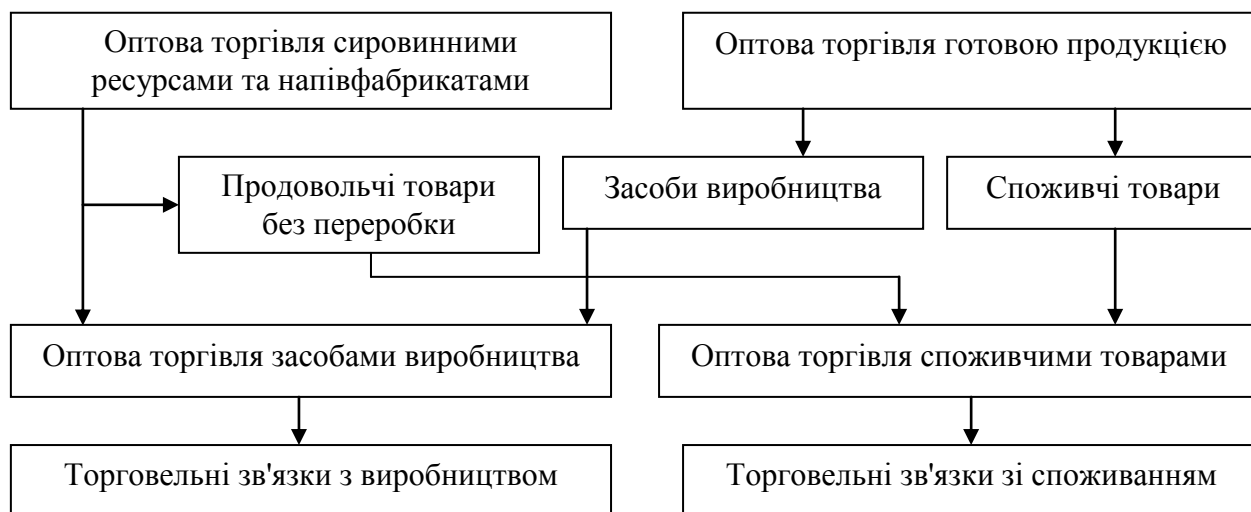 Оптова торгівля сировинними
ресурсами та напівфабрикатами
Оптова торгівля готовою продукцією
Продовольчі товари
без переробки
Засоби виробництва
Споживчі товари
Оптова торгівля засобами виробництва
Оптова торгівля споживчими товарами
Торговельні зв'язки з виробництвом
Торговельні зв'язки зі споживанням